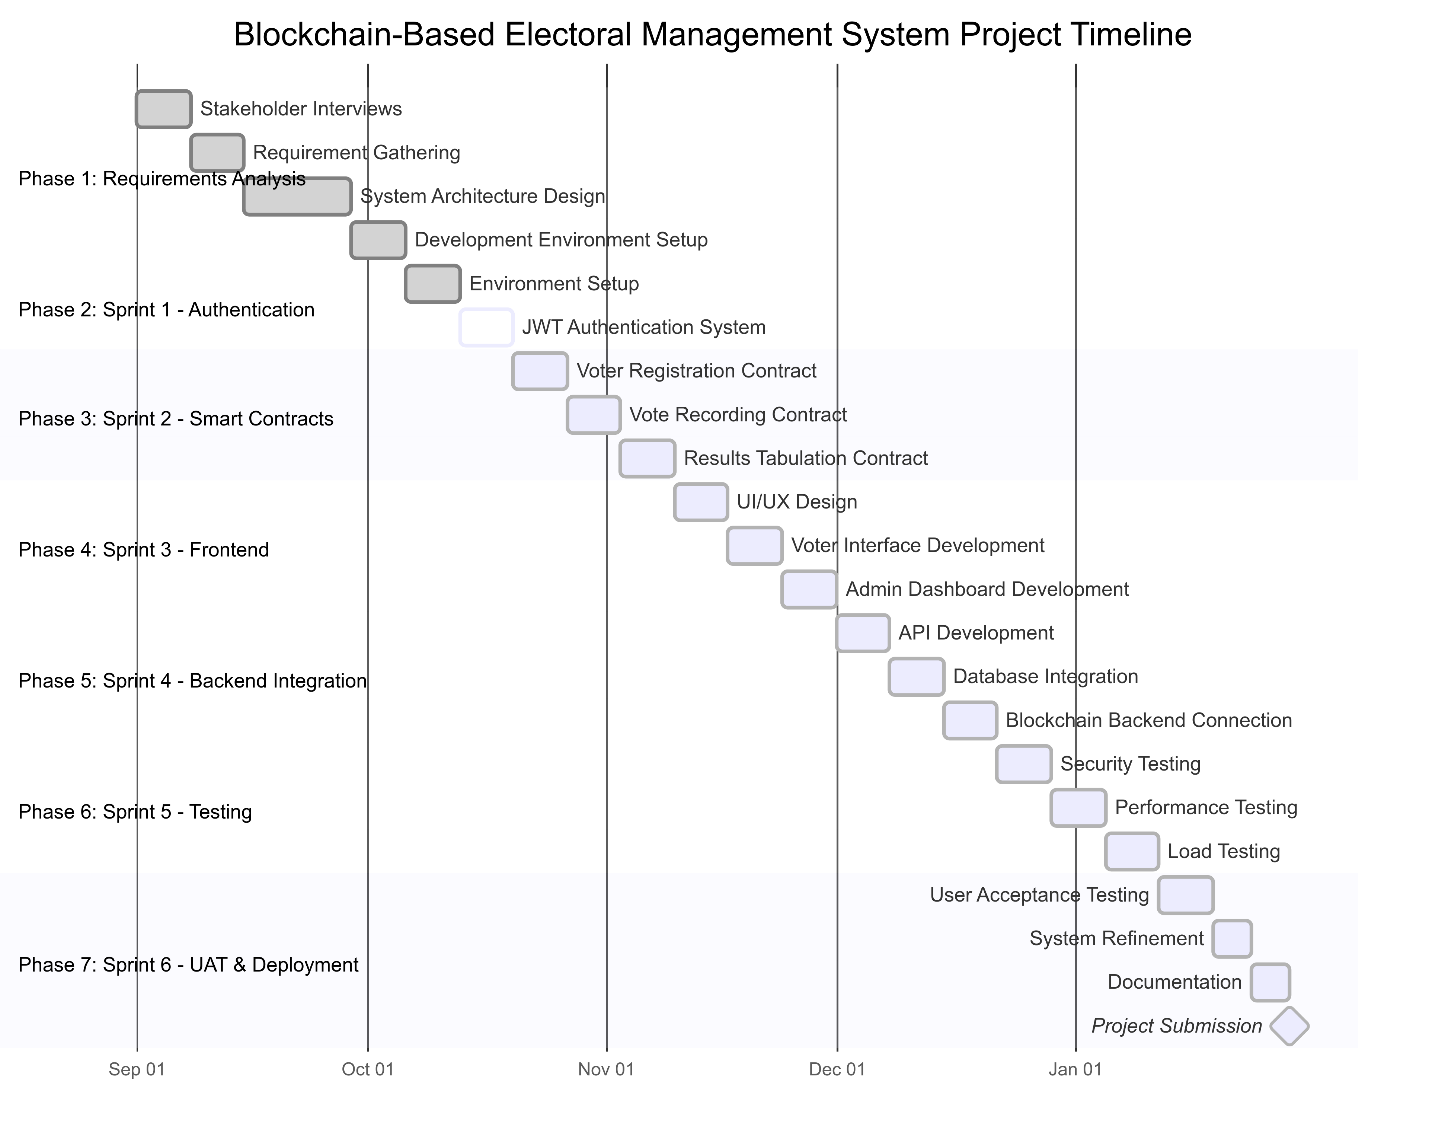 Blockchain-Based Electoral Management System Project Timeline
Stakeholder Interviews
Requirement Gathering
Phase 1: Requirements Analysis
System Architecture Design
Development Environment Setup
Environment Setup
Phase 2: Sprint 1 - Authentication
JWT Authentication System
Voter Registration Contract
Vote Recording Contract
Phase 3: Sprint 2 - Smart Contracts
Results Tabulation Contract
UI/UX Design
Voter Interface Development
Phase 4: Sprint 3 - Frontend
Admin Dashboard Development
API Development
Database Integration
Phase 5: Sprint 4 - Backend Integration
Blockchain Backend Connection
Security Testing
Performance Testing
Phase 6: Sprint 5 - Testing
Load Testing
User Acceptance Testing
System Refinement
Phase 7: Sprint 6 - UAT & Deployment
Documentation
Project Submission
Sep 01 Oct 01 Nov 01 Dec 01 Jan 01